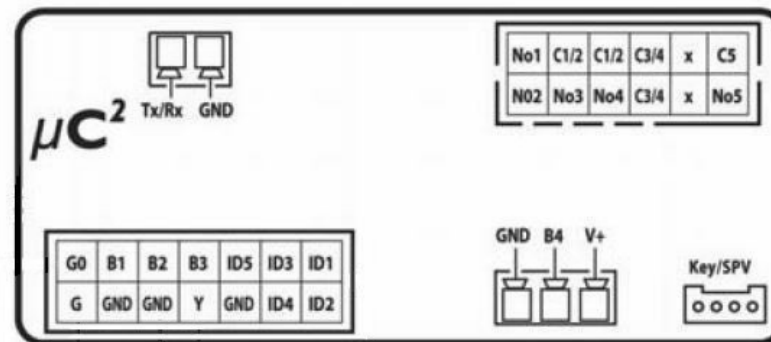 No1 C1/2 C1/2 C3/4 x C5
N02 No3 No4 C3/4 x No5
Tx/Rx GND
µC²
GND B4 V+
Key/SPV
G0 B1 B2 B3 ID5 ID3 ID1
G GND GND Y GND ID4 ID2